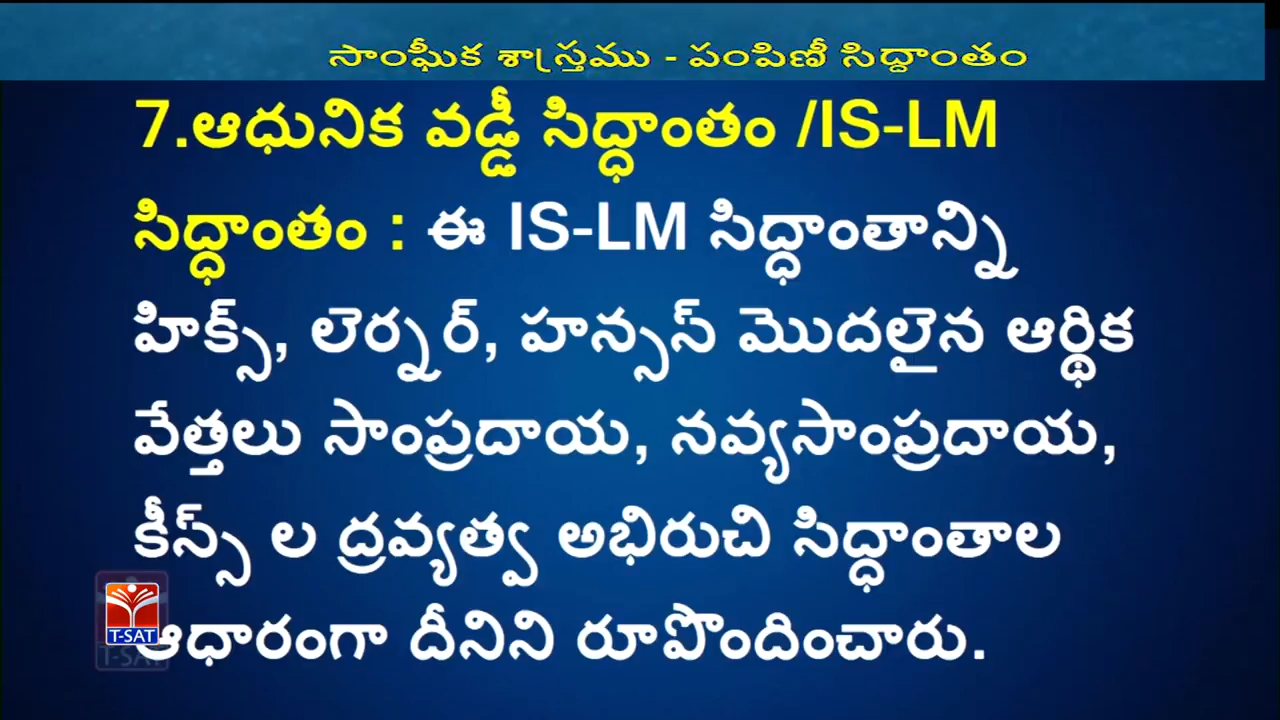 సాంఘీక శాస్త్రము - పంపిణీ సిద్దాంతం
7.ఆధునిక వడ్డీ సిద్ధాంతం /IS-LM
సిద్ధాంతం : ఈ IS-LM సిద్ధాంతాన్ని
హిక్స్, లెర్నర్, హన్సస్ మొదలైన ఆర్థిక
వేత్తలు సాంప్రదాయ, నవ్యసాంప్రదాయ,
కీన్స్ ల ద్రవ్యత్వ అభిరుచి సిద్ధాంతాల
ఆధారంగా దీనిని రూపొందించారు.
T-SAT